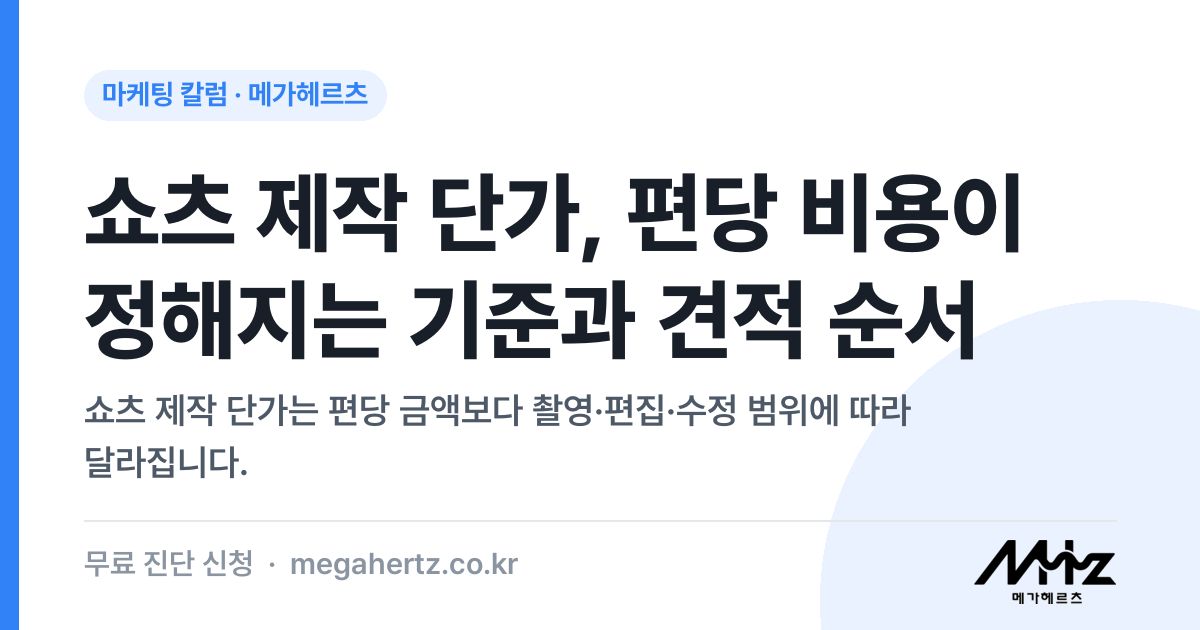 마케팅 칼럼 · 메가헤르츠
쇼츠 제작 단가, 편당 비용이
정해지는 기준과 견적 순서
쇼츠 제작 단가는 편당 금액보다 촬영·편집·수정 범위에 따라
달라집니다.
무료 진단 신청 · megahertz.co.kr
MHz
메가헤르츠